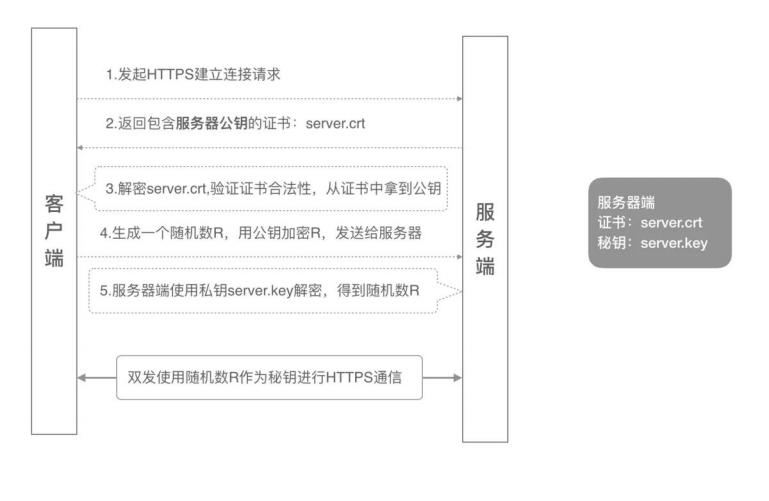 1.发起HTTPS建立连接请求
2.返回包含服务器公钥的证书：server.crt
3.解密server.crt,验证证书合法性，从证书中拿到公钥
客户端
服务端
4.生成一个随机数R，用公钥加密R，发送给服务器
5.服务器端使用私钥server.key解密，得到随机数R
双发使用随机数R作为秘钥进行HTTPS通信
服务器端
证书：server.crt
秘钥：server.key